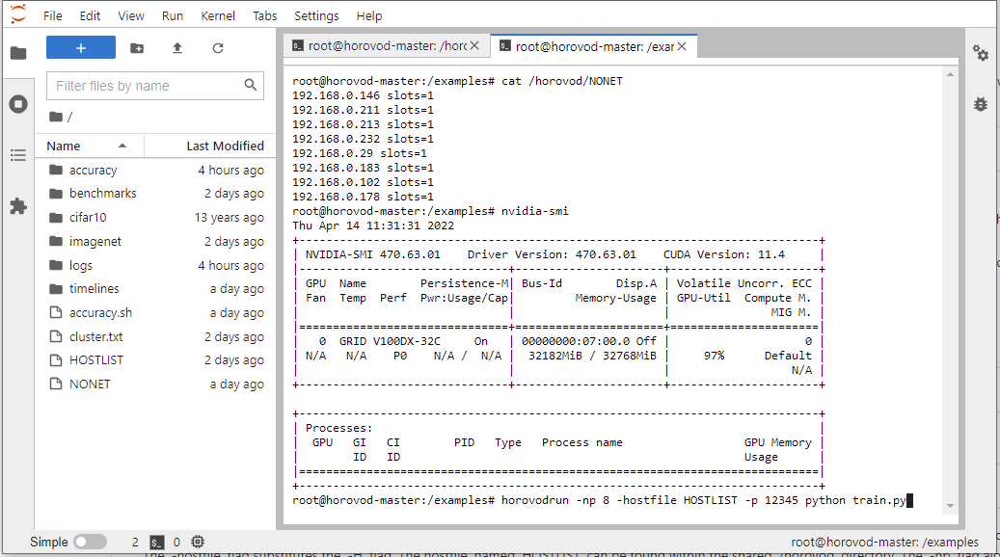 File Edit View Run Kernel Tabs Settings Help
root@horovod-master: /horc
root@horovod-master: /exar
Filter files by name
/
Name Last Modified
accuracy 4 hours ago
benchmarks 2 days ago
cifar10 13 years ago
imagenet 2 days ago
logs 4 hours ago
timelines a day ago
accuracy.sh a day ago
cluster.txt 2 days ago
HOSTLIST 2 days ago
NONET a day ago
root@horovod-master:/examples# cat /horovod/NONET
192.168.0.146 slots=1
192.168.0.211 slots=1
192.168.0.213 slots=1
192.168.0.232 slots=1
192.168.0.29 slots=1
192.168.0.183 slots=1
192.168.0.102 slots=1
192.168.0.178 slots=1
root@horovod-master:/examples# nvidia-smi
Thu Apr 14 11:31:31 2022
+-----------------------------------------------------------------------------+
| NVIDIA-SMI 470.63.01    Driver Version: 470.63.01    CUDA Version: 11.4     |
|-------------------------------+----------------------+----------------------+
| GPU  Name        Persistence-M| Bus-Id        Disp.A | Volatile Uncorr. ECC |
| Fan  Temp  Perf  Pwr:Usage/Cap|         Memory-Usage | GPU-Util  Compute M. |
|                               |                      |               MIG M. |
|===============================+======================+======================|
|   0  GRID V100DX-32C     On   | 00000000:07:00.0 Off |                    0 |
| N/A   N/A    P0    N/A /  N/A |  32182MiB / 32768MiB |     97%      Default |
|                               |                      |                  N/A |
+-------------------------------+----------------------+----------------------+
+-----------------------------------------------------------------------------+
| Processes:                                                                  |
|  GPU   GI   CI        PID   Type   Process name                  GPU Memory |
|        ID   ID                                                   Usage      |
|=============================================================================|
+-----------------------------------------------------------------------------+
root@horovod-master:/examples# horovodrun -np 8 -hostfile HOSTLIST -p 12345 python train.py
Simple 2 0 root@horovod-master: /examples